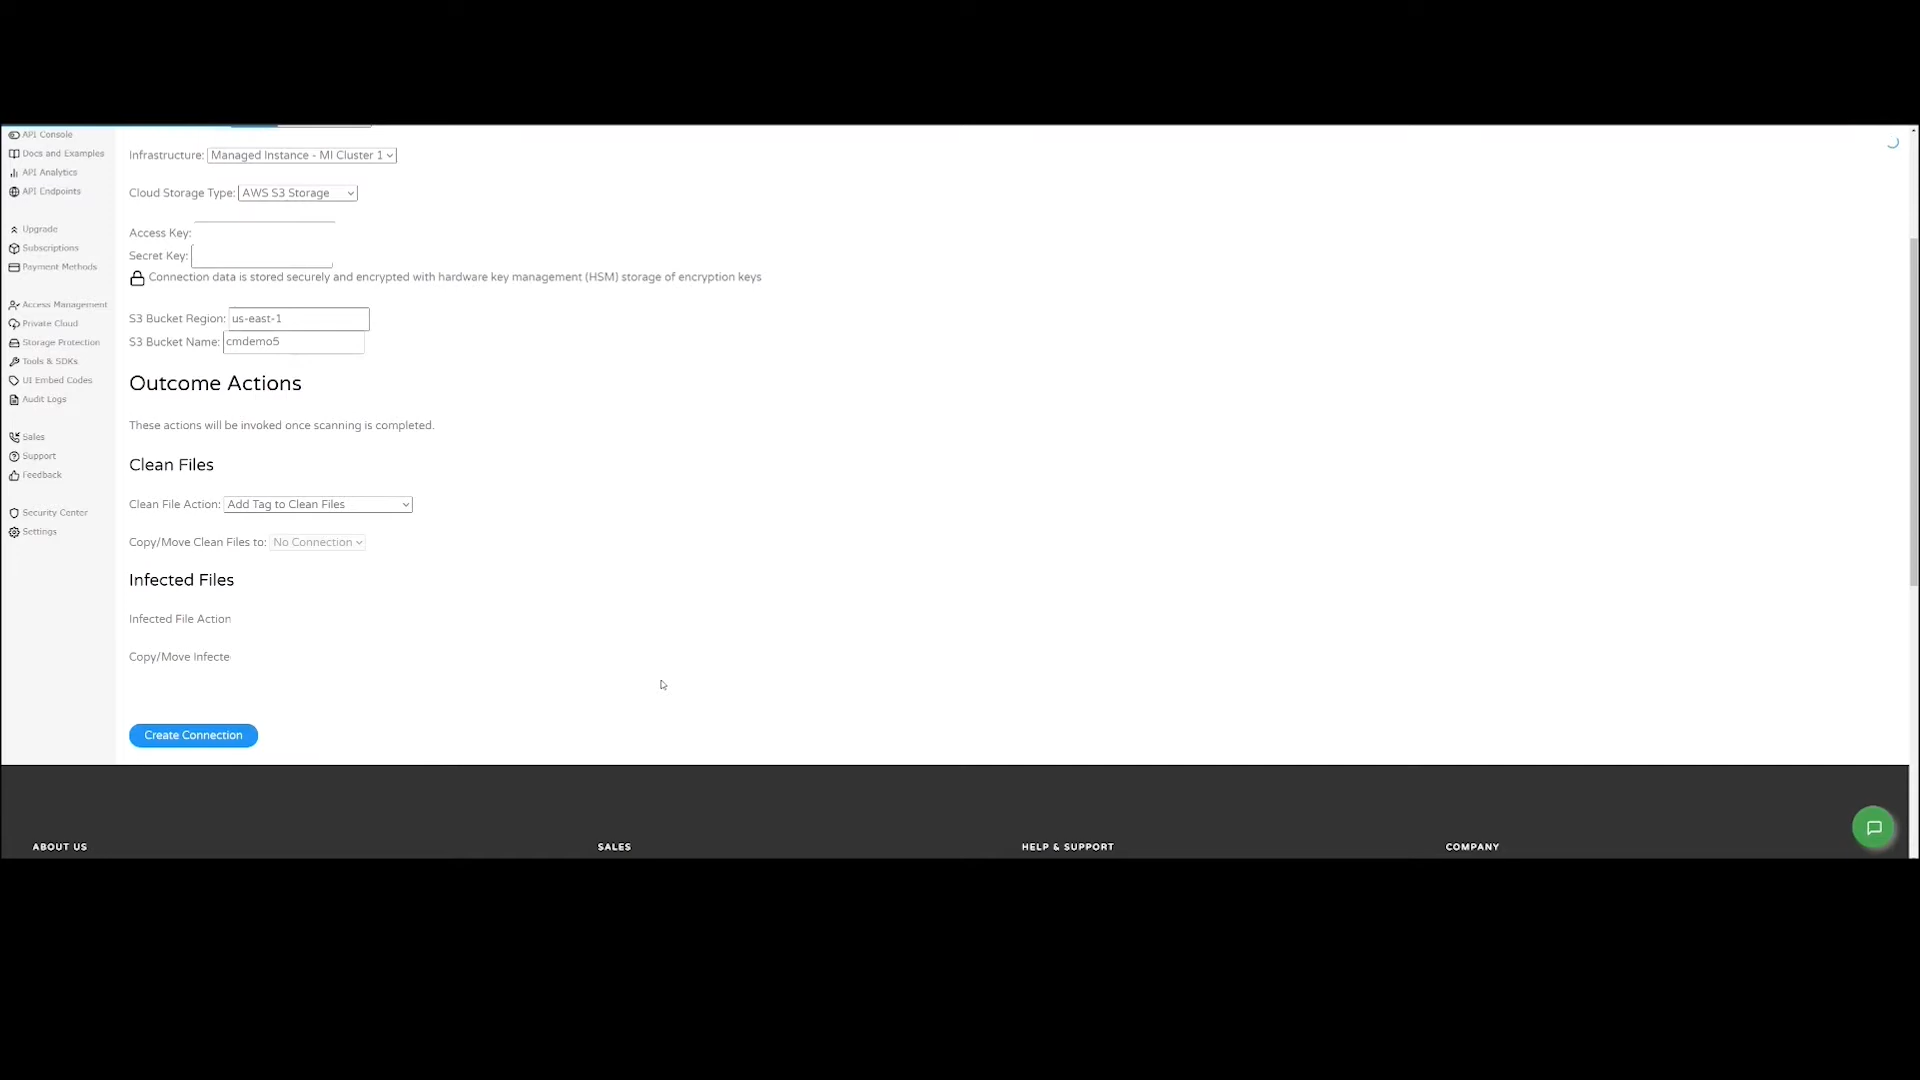 API Console
Docs and Examples
API Analytics
API Endpoints
Upgrade
Subscriptions
Payment Methods
Access Management
Private Cloud
Storage Protection
Tools & SDKs
UI Embed Codes
Audit Logs
Sales
Support
Feedback
Security Center
Settings
Infrastructure: Managed Instance - MI Cluster 1
Cloud Storage Type: AWS S3 Storage
Access Key:
Secret Key:
Connection data is stored securely and encrypted with hardware key management (HSM) storage of encryption keys
S3 Bucket Region: us-east-1
S3 Bucket Name: cmdemo5
Outcome Actions
These actions will be invoked once scanning is completed.
Clean Files
Clean File Action: Add Tag to Clean Files
Copy/Move Clean Files to: No Connection
Infected Files
Infected File Action
Copy/Move Infecte
Create Connection
ABOUT US
SALES
HELP & SUPPORT
COMPANY